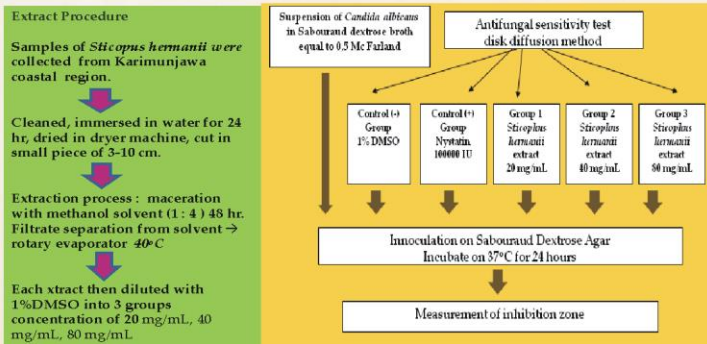 Extract Procedure
Samples of Sticopus hermanii were
collected from Karimunjawa
coastal region.
Cleaned, immersed in water for 24
hr, dried in dryer machine, cut in
small piece of 3-10 cm.
Extraction process : maceration
with methanol solvent (1 : 4 ) 48 hr.
Filtrate separation from solvent →
rotary evaporator 40°C
Each xtract then diluted with
1%DMSO into 3 groups
concentration of 20 mg/mL, 40
mg/mL, 80 mg/mL
Suspension of Candida albicans
in Sabouraud dextrose broth
equal to 0.5 Mc Farland
Antifungal sensitivity test
disk diffusion method
Control (-)
Group
1% DMSO
Control (+)
Group
Nystatin
100000 IU
Group 1
Sticophus
hermanii
extract
20 mg/mL
Group 2
Sticophus
hermanii
extract
40 mg/mL
Group 3
Sticophus
hermanii
extract
80 mg/mL
Innoculation on Sabouraud Dextrose Agar
Incubate on 37°C for 24 hours
Measurement of inhibition zone